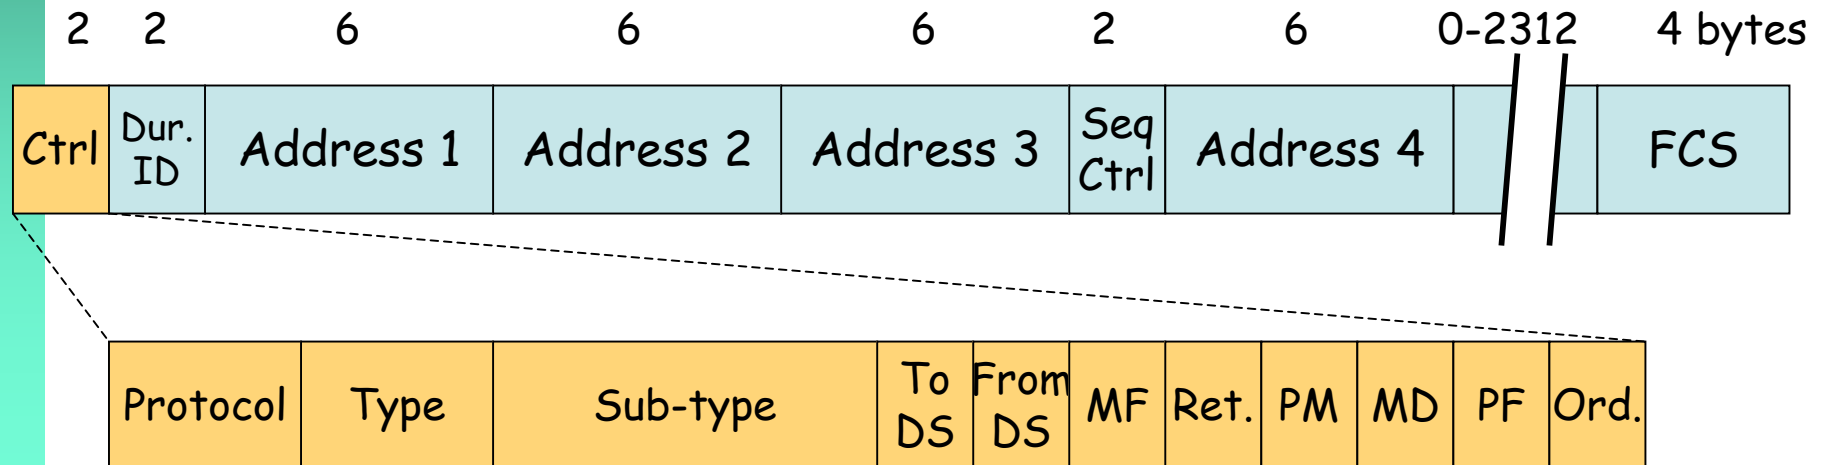 2 2 6 6 6 2 6 0-2312 4 bytes
Ctrl Dur. ID Address 1 Address 2 Address 3 Seq Ctrl Address 4 FCS
Protocol Type Sub-type To DS From DS MF Ret. PM MD PF Ord.